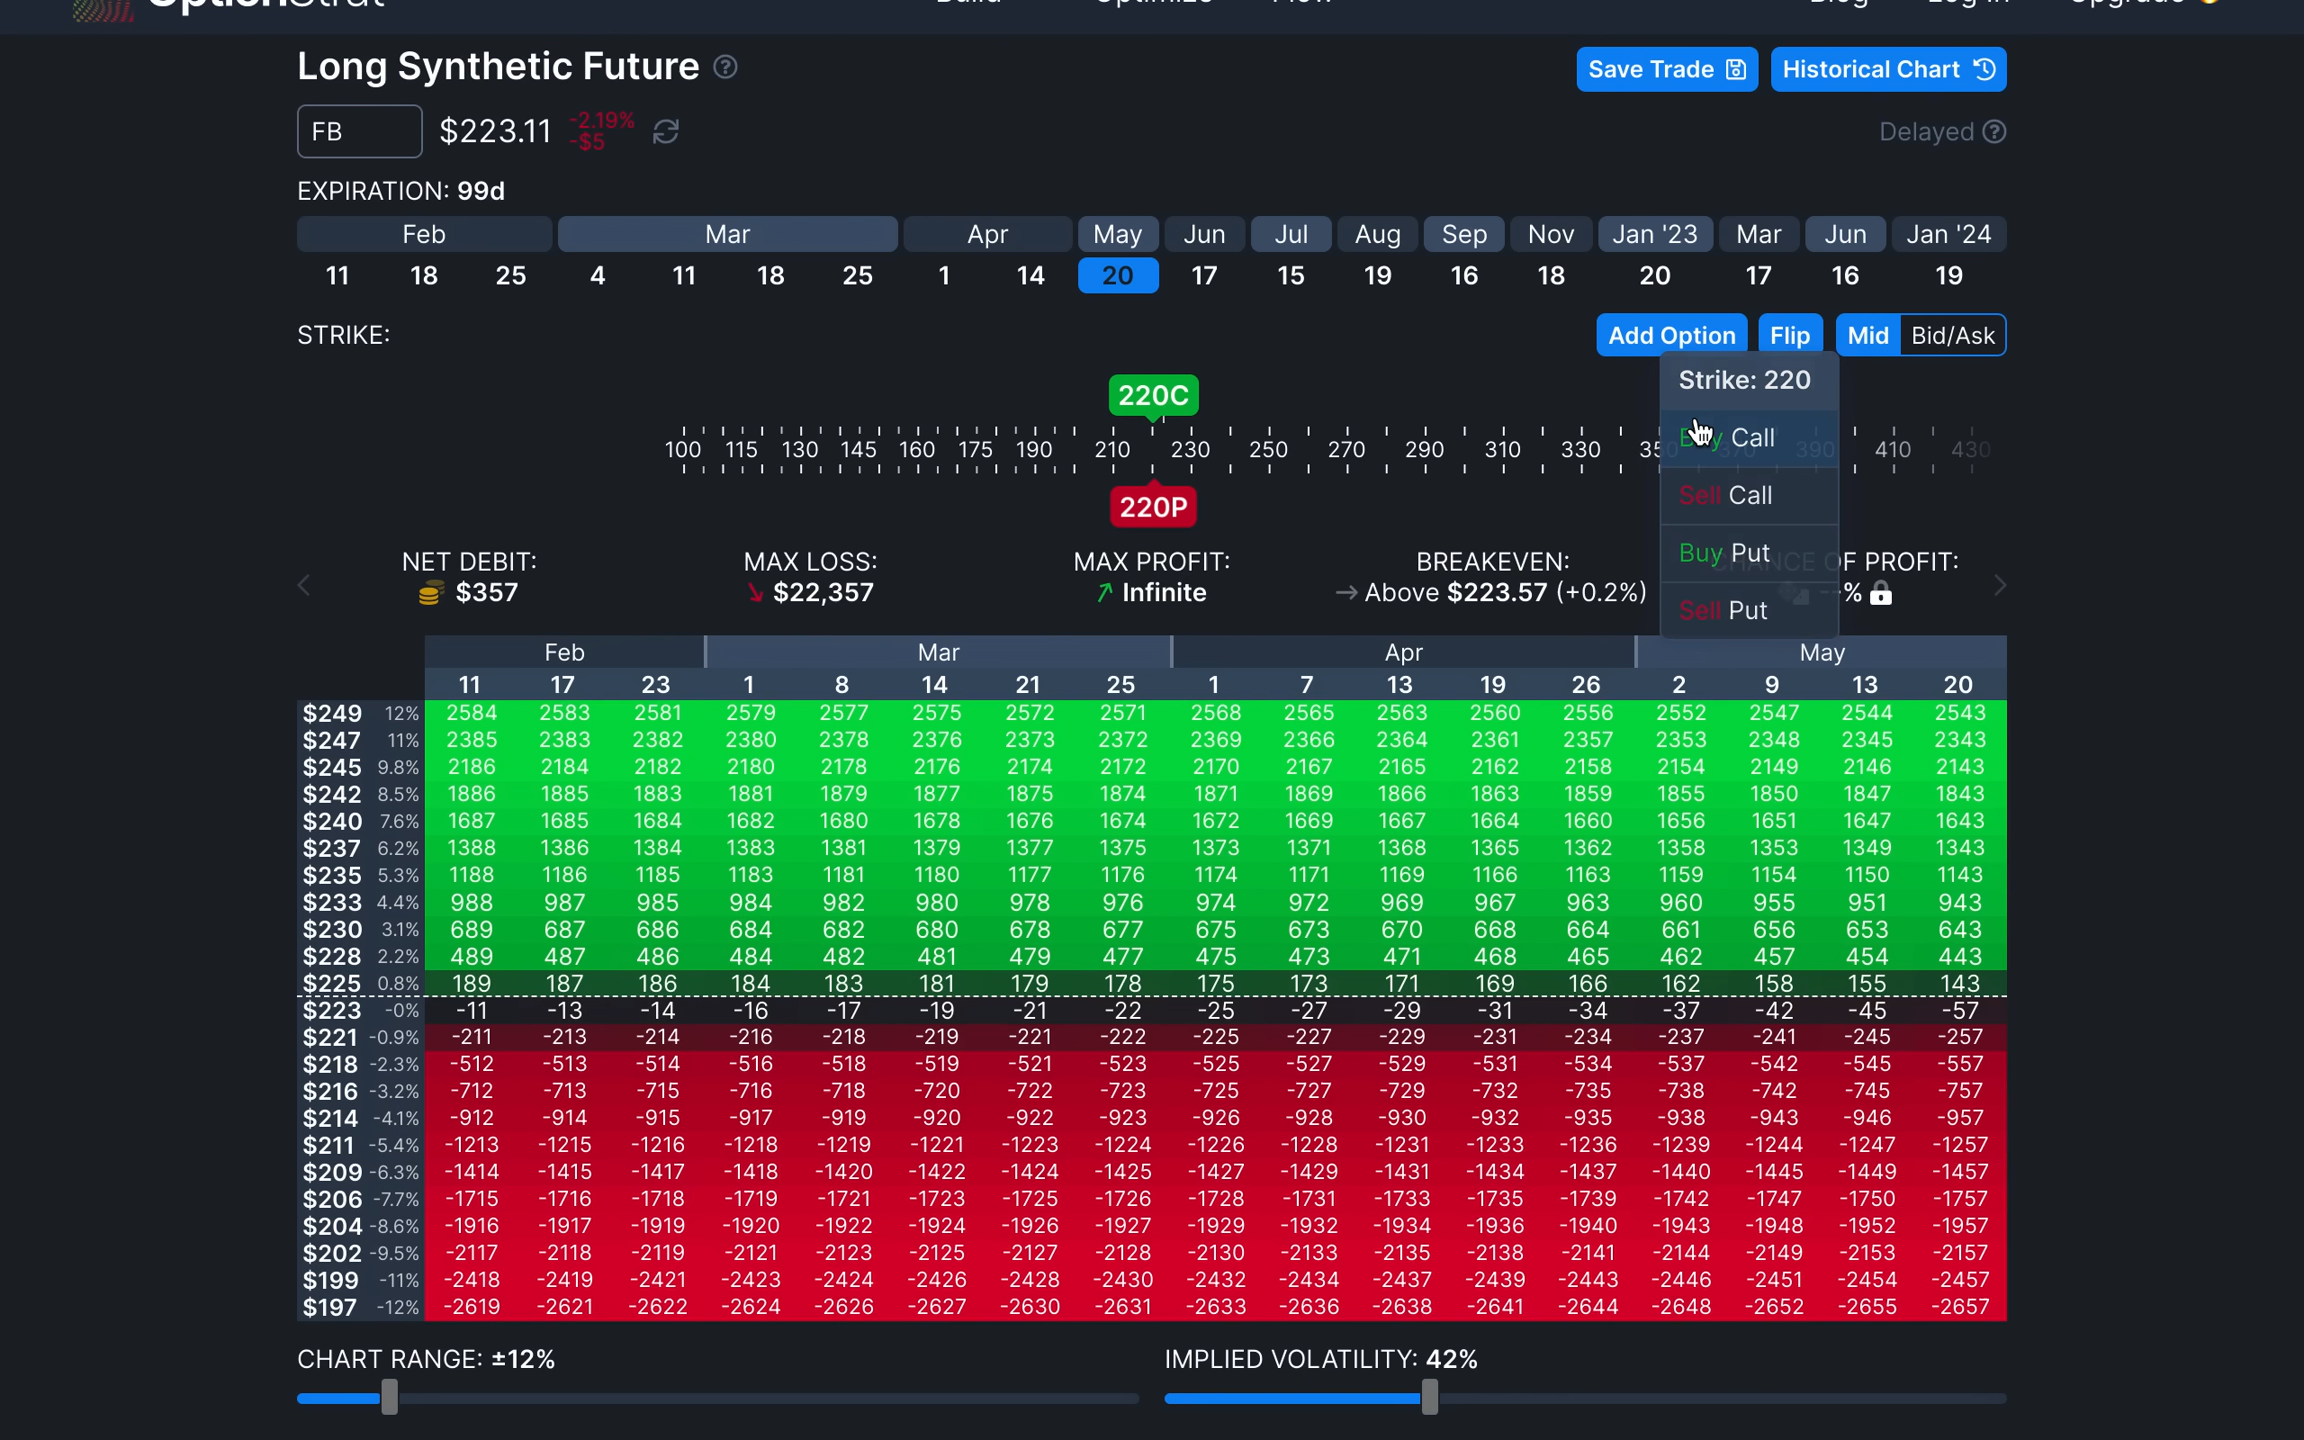 OptionStrat Build Optimize Flow Blog Log In Upgrade
Long Synthetic Future
Save Trade Historical Chart
FB $223.11 -2.19% -$5
Delayed
EXPIRATION: 99d
Feb Mar Apr May Jun Jul Aug Sep Nov Jan '23 Mar Jun Jan '24
11 18 25 4 11 18 25 1 14 20 17 15 19 16 18 20 17 16 19
STRIKE:
Add Option Flip Mid Bid/Ask
Strike: 220
Buy Call
Sell Call
Buy Put
Sell Put
220C
100 115 130 145 160 175 190 210 230 250 270 290 310 330 350 370 390 410 430
220P
NET DEBIT: MAX LOSS: MAX PROFIT: BREAKEVEN: CHANCE OF PROFIT:
$357 $22,357 Infinite Above $223.57 (+0.2%) --%
Feb Mar Apr May
11 17 23 1 8 14 21 25 1 7 13 19 26 2 9 13 20
$249 12% 2584 2583 2581 2579 2577 2575 2572 2571 2568 2565 2563 2560 2556 2552 2547 2544 2543
$247 11% 2385 2383 2382 2380 2378 2376 2373 2372 2369 2366 2364 2361 2357 2353 2348 2345 2343
$245 9.8% 2186 2184 2182 2180 2178 2176 2174 2172 2170 2167 2165 2162 2158 2154 2149 2146 2143
$242 8.5% 1886 1885 1883 1881 1879 1877 1875 1874 1871 1869 1866 1863 1859 1855 1850 1847 1843
$240 7.6% 1687 1685 1684 1682 1680 1678 1676 1674 1672 1669 1667 1664 1660 1656 1651 1647 1643
$237 6.2% 1388 1386 1384 1383 1381 1379 1377 1375 1373 1371 1368 1365 1362 1358 1353 1349 1343
$235 5.3% 1188 1186 1185 1183 1181 1180 1177 1176 1174 1171 1169 1166 1163 1159 1154 1150 1143
$233 4.4% 988 987 985 984 982 980 978 976 974 972 969 967 963 960 955 951 943
$230 3.1% 689 687 686 684 682 680 678 677 675 673 670 668 664 661 656 653 643
$228 2.2% 489 487 486 484 482 481 479 477 475 473 471 468 465 462 457 454 443
$225 0.8% 189 187 186 184 183 181 179 178 175 173 171 169 166 162 158 155 143
$223 -0% -11 -13 -14 -16 -17 -19 -21 -22 -25 -27 -29 -31 -34 -37 -42 -45 -57
$221 -0.9% -211 -213 -214 -216 -218 -219 -221 -222 -225 -227 -229 -231 -234 -237 -241 -245 -257
$218 -2.3% -512 -513 -514 -516 -518 -519 -521 -523 -525 -527 -529 -531 -534 -537 -542 -545 -557
$216 -3.2% -712 -713 -715 -716 -718 -720 -722 -723 -725 -727 -729 -732 -735 -738 -742 -745 -757
$214 -4.1% -912 -914 -915 -917 -919 -920 -922 -923 -926 -928 -930 -932 -935 -938 -943 -946 -957
$211 -5.4% -1213 -1215 -1216 -1218 -1219 -1221 -1223 -1224 -1226 -1228 -1231 -1233 -1236 -1239 -1244 -1247 -1257
$209 -6.3% -1414 -1415 -1417 -1418 -1420 -1422 -1424 -1425 -1427 -1429 -1431 -1434 -1437 -1440 -1445 -1449 -1457
$206 -7.7% -1715 -1716 -1718 -1719 -1721 -1723 -1725 -1726 -1728 -1731 -1733 -1735 -1739 -1742 -1747 -1750 -1757
$204 -8.6% -1916 -1917 -1919 -1920 -1922 -1924 -1926 -1927 -1929 -1932 -1934 -1936 -1940 -1943 -1948 -1952 -1957
$202 -9.5% -2117 -2118 -2119 -2121 -2123 -2125 -2127 -2128 -2130 -2133 -2135 -2138 -2141 -2144 -2149 -2153 -2157
$199 -11% -2418 -2419 -2421 -2423 -2424 -2426 -2428 -2430 -2432 -2434 -2437 -2439 -2443 -2446 -2451 -2454 -2457
$197 -12% -2619 -2621 -2622 -2624 -2626 -2627 -2630 -2631 -2633 -2636 -2638 -2641 -2644 -2648 -2652 -2655 -2657
CHART RANGE: ±12% IMPLIED VOLATILITY: 42%